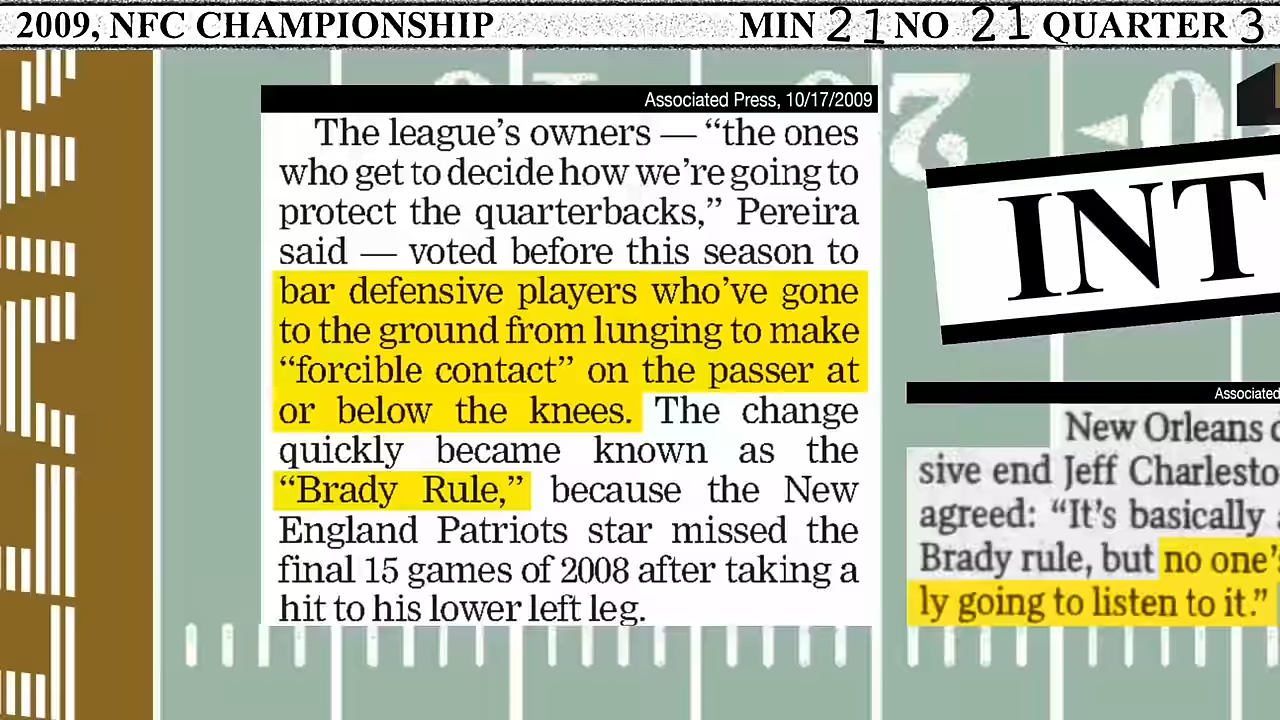 2009, NFC CHAMPIONSHIP MIN 21 NO 21 QUARTER 3
Associated Press, 10/17/2009
The league's owners — “the ones
who get to decide how we're going to
protect the quarterbacks,” Pereira
said — voted before this season to
bar defensive players who've gone
to the ground from lunging to make
“forcible contact” on the passer at
or below the knees. The change
quickly became known as the
“Brady Rule,” because the New
England Patriots star missed the
final 15 games of 2008 after taking a
hit to his lower left leg.
20
2
0
INT
Associated
New Orleans
sive end Jeff Charlesto
agreed: “It's basically
Brady rule, but no one's
ly going to listen to it.”